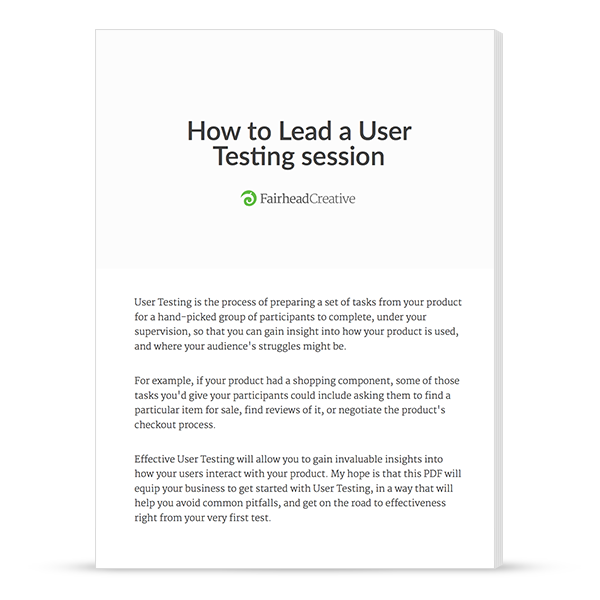 How to Lead a User
Testing session
FairheadCreative
User Testing is the process of preparing a set of tasks from your product
for a hand-picked group of participants to complete, under your
supervision, so that you can gain insight into how your product is used,
and where your audience's struggles might be.
For example, if your product had a shopping component, some of those
tasks you'd give your participants could include asking them to find a
particular item for sale, find reviews of it, or negotiate the product's
checkout process.
Effective User Testing will allow you to gain invaluable insights into
how your users interact with your product. My hope is that this PDF will
equip your business to get started with User Testing, in a way that will
help you avoid common pitfalls, and get on the road to effectiveness
right from your very first test.